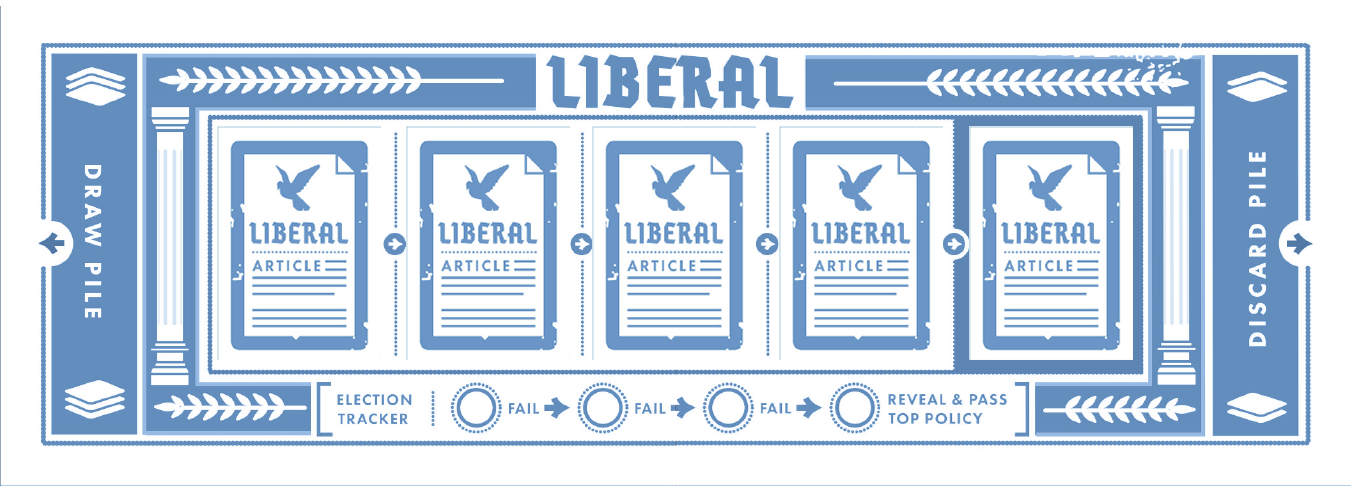 LIBERAL
DRAW PILE
LIBERAL
ARTICLE
LIBERAL
ARTICLE
LIBERAL
ARTICLE
LIBERAL
ARTICLE
LIBERAL
ARTICLE
DISCARD PILE
ELECTION
TRACKER
FAIL
FAIL
FAIL
REVEAL & PASS
TOP POLICY